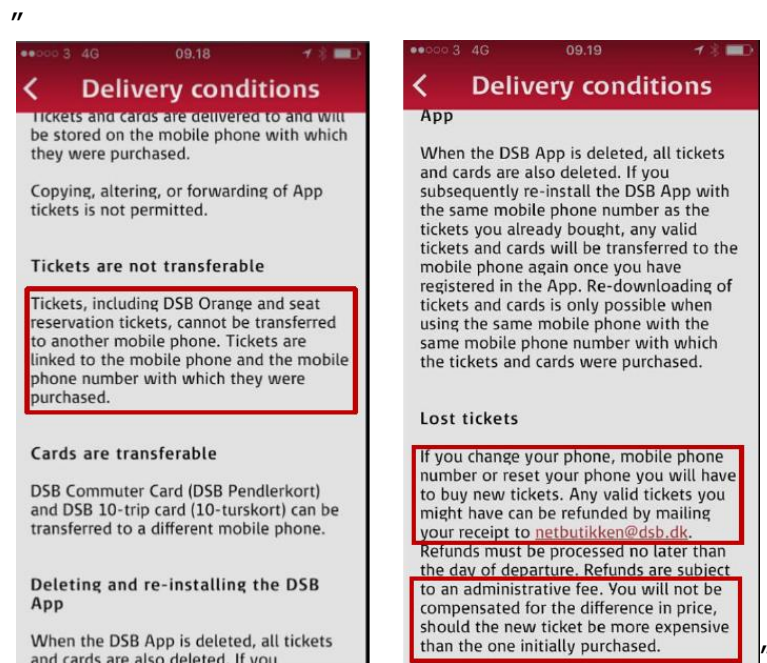 "
3 4G 09.18
Delivery conditions
Tickets and cards are delivered to and will
be stored on the mobile phone with which
they were purchased.
Copying, altering, or forwarding of App
tickets is not permitted.
Tickets are not transferable
Tickets, including DSB Orange and seat
reservation tickets, cannot be transferred
to another mobile phone. Tickets are
linked to the mobile phone and the mobile
phone number with which they were
purchased.
Cards are transferable
DSB Commuter Card (DSB Pendlerkort)
and DSB 10-trip card (10-turskort) can be
transferred to a different mobile phone.
Deleting and re-installing the DSB
App
When the DSB App is deleted, all tickets
and cards are also deleted. If you
3 4G 09.19
Delivery conditions
App
When the DSB App is deleted, all tickets
and cards are also deleted. If you
subsequently re-install the DSB App with
the same mobile phone number as the
tickets you already bought, any valid
tickets and cards will be transferred to the
mobile phone again once you have
registered in the App. Re-downloading of
tickets and cards is only possible when
using the same mobile phone with the
same mobile phone number with which
the tickets and cards were purchased.
Lost tickets
If you change your phone, mobile phone
number or reset your phone you will have
to buy new tickets. Any valid tickets you
might have can be refunded by mailing
your receipt to netbutikken@dsb.dk.
Refunds must be processed no later than
the day of departure. Refunds are subject
to an administrative fee. You will not be
compensated for the difference in price,
should the new ticket be more expensive
than the one initially purchased.
"